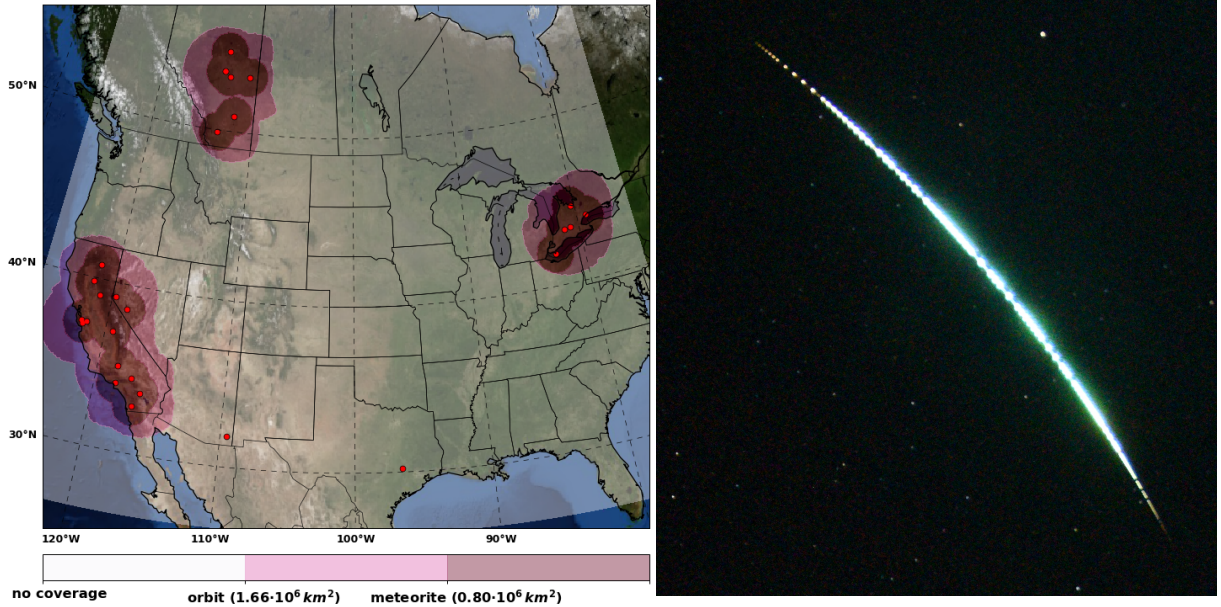 50°N
40°N
30°N
120°W 110°W 100°W 90°W
no coverage orbit (1.66·10⁶ km²) meteorite (0.80·10⁶ km²)